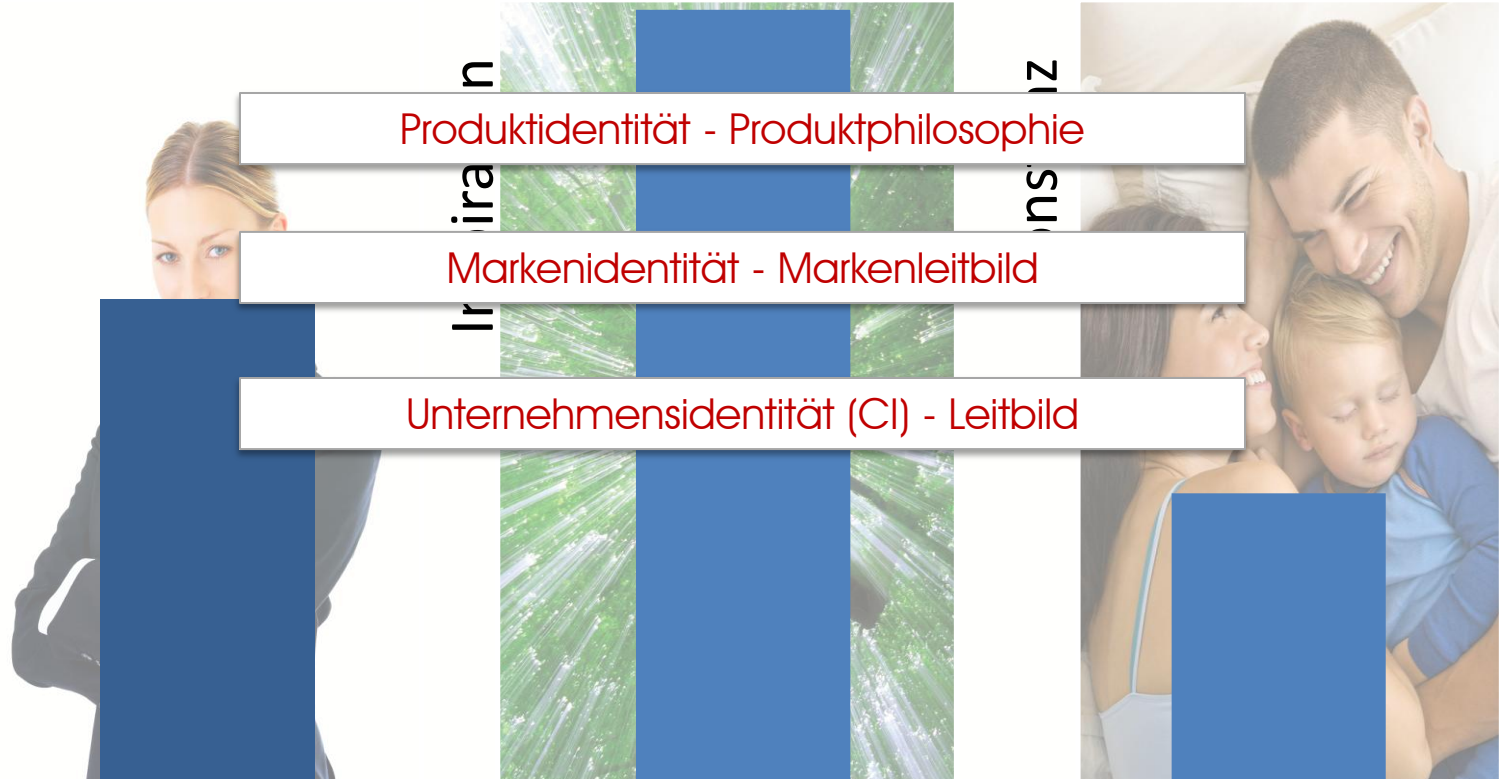 Produktidentität - Produktphilosophie
Markenidentität - Markenleitbild
Unternehmensidentität (CI) - Leitbild